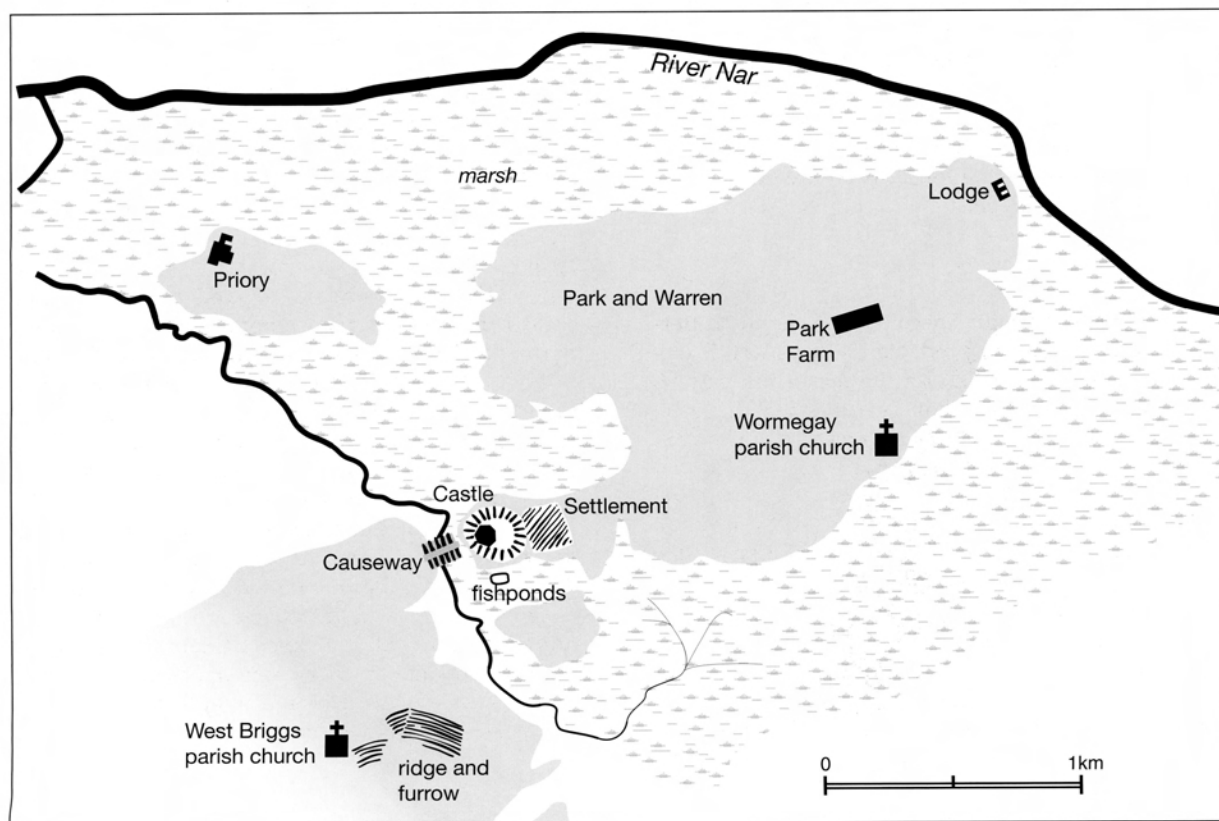 River Nar
marsh
Lodge
Priory
Park and Warren
Park
Farm
Wormegay
parish church
Castle
Settlement
Causeway
fishponds
West Briggs
parish church
ridge and
furrow
0
1km